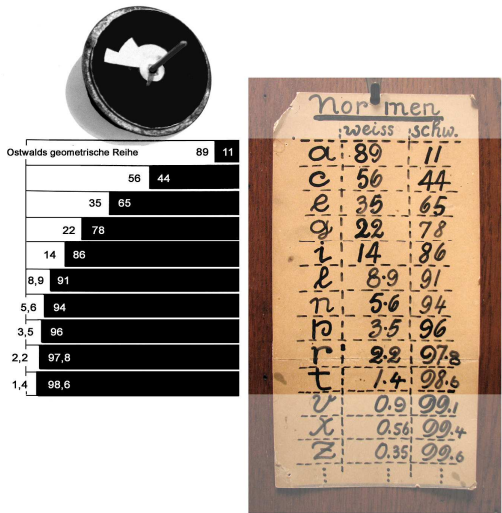 Ostwalds geometrische Reihe 89 11
56 44
35 65
22 78
14 86
8,9 91
5,6 94
3,5 96
2,2 97,8
1,4 98,6
Normen
weiss schw.
a 89 11
c 56 44
e 35 65
g 22 78
i 14 86
l 8.9 91
n 5.6 94
p 3.5 96
r 2.2 97.8
t 1.4 98.6
v 0.9 99.1
x 0.56 99.4
z 0.35 99.6